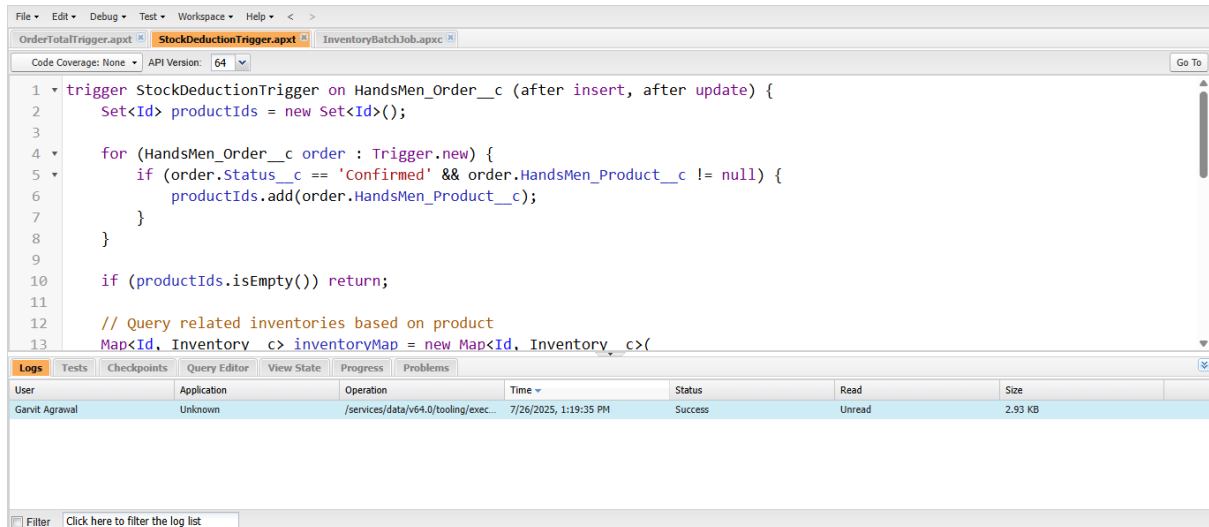 File Edit Debug Test Workspace Help < >
OrderTotalTrigger.apxt StockDeductionTrigger.apxt InventoryBatchJob.apxc
Code Coverage: None API Version: 64 Go To
1 trigger StockDeductionTrigger on HandsMen_Order__c (after insert, after update) {
2 Set<Id> productIds = new Set<Id>();
3
4 for (HandsMen_Order__c order : Trigger.new) {
5 if (order.Status__c == 'Confirmed' && order.HandsMen_Product__c != null) {
6 productIds.add(order.HandsMen_Product__c);
7 }
8 }
9
10 if (productIds.isEmpty()) return;
11
12 // Query related inventories based on product
13 Map<Id, Inventory__c> inventoryMap = new Map<Id, Inventory__c>(
Logs Tests Checkpoints Query Editor View State Progress Problems
User Application Operation Time Status Read Size
Garvit Agrawal Unknown /services/data/v64.0/tooling/exec... 7/26/2025, 1:19:35 PM Success Unread 2.93 KB
Filter Click here to filter the log list